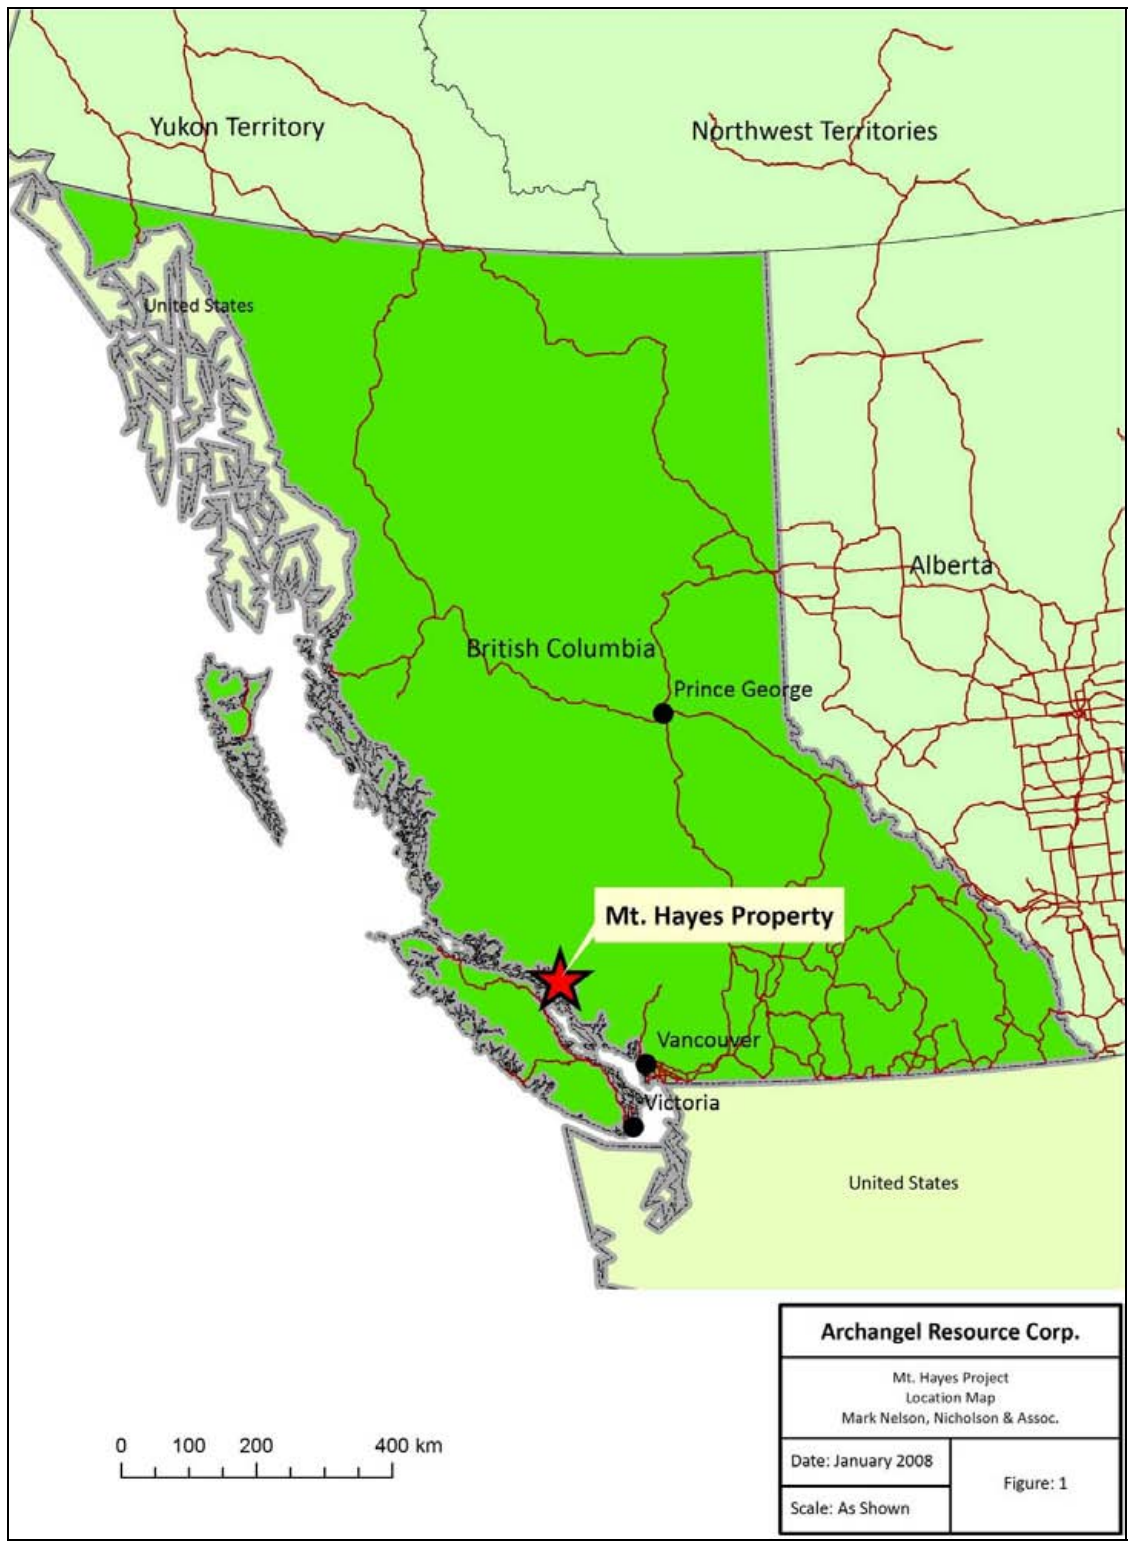 Yukon Territory
Northwest Territories
United States
Alberta
British Columbia
Prince George
Mt. Hayes Property
Vancouver
Victoria
United States
Archangel Resource Corp.
Mt. Hayes Project
Location Map
Mark Nelson, Nicholson & Assoc.
Date: January 2008
Figure: 1
Scale: As Shown
0 100 200 400 km